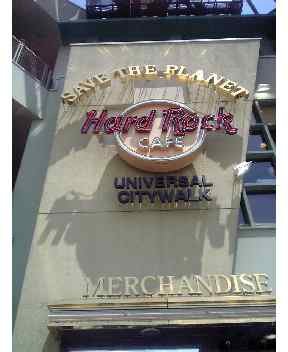 SAVE THE PLANET
Hard Rock
CAFE
UNIVERSAL
CITYWALK
MERCHANDISE